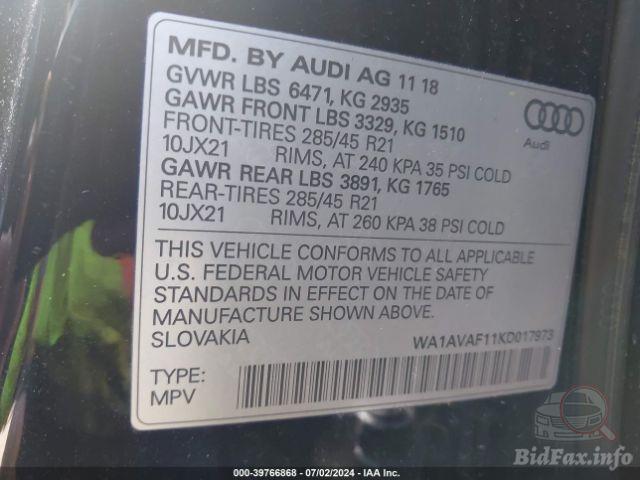 MFD. BY AUDI AG 11 18
GVWR LBS 6471, KG 2935
GAWR FRONT LBS 3329, KG 1510
FRONT-TIRES 285/45 R21
10JX21 RIMS, AT 240 KPA 35 PSI COLD
GAWR REAR LBS 3891, KG 1765
REAR-TIRES 285/45 R21
10JX21 RIMS, AT 260 KPA 38 PSI COLD
Audi
THIS VEHICLE CONFORMS TO ALL APPLICABLE
U.S. FEDERAL MOTOR VEHICLE SAFETY
STANDARDS IN EFFECT ON THE DATE OF
MANUFACTURE SHOWN ABOVE.
SLOVAKIA WA1AVAF11KD017973
TYPE:
MPV
BidFax.info
000-39766868 - 07/02/2024 - IAA Inc.